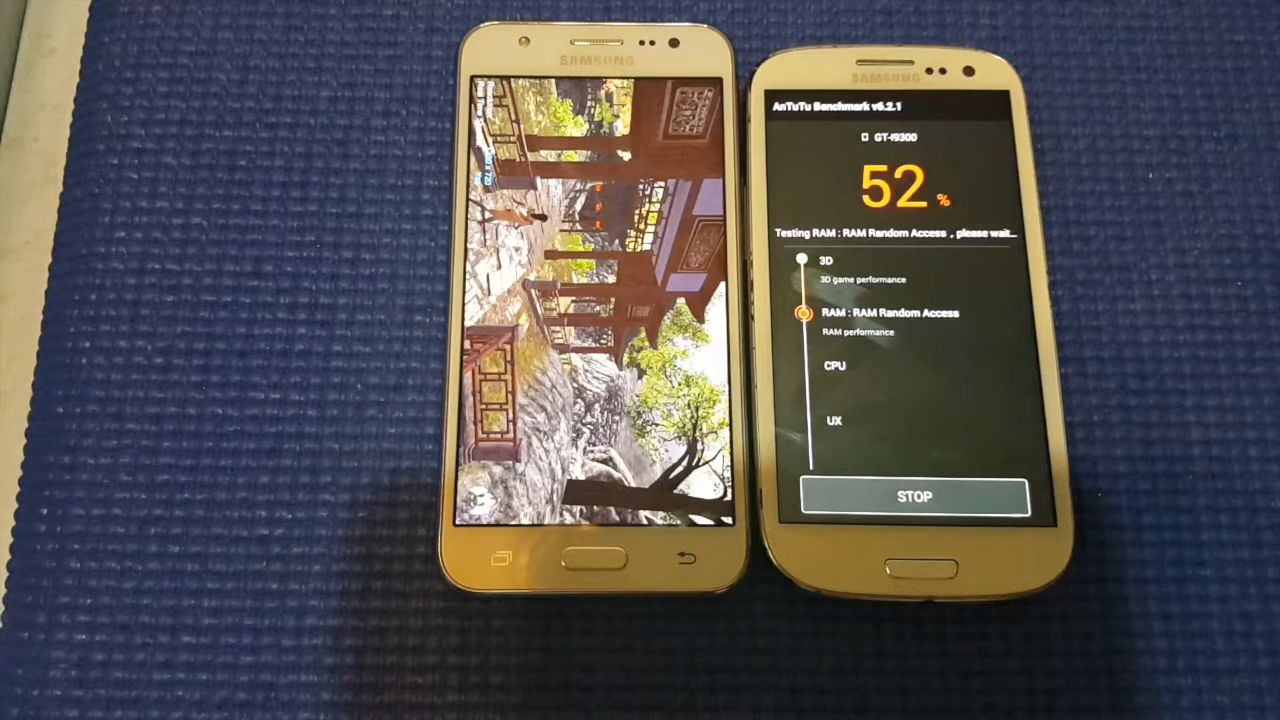 SAMSUNG
SAMSUNG
AnTuTu Benchmark v6.2.1
GT-I9300
52 %
Testing RAM : RAM Random Access , please wait...
3D
3D game performance
RAM : RAM Random Access
RAM performance
CPU
UX
STOP